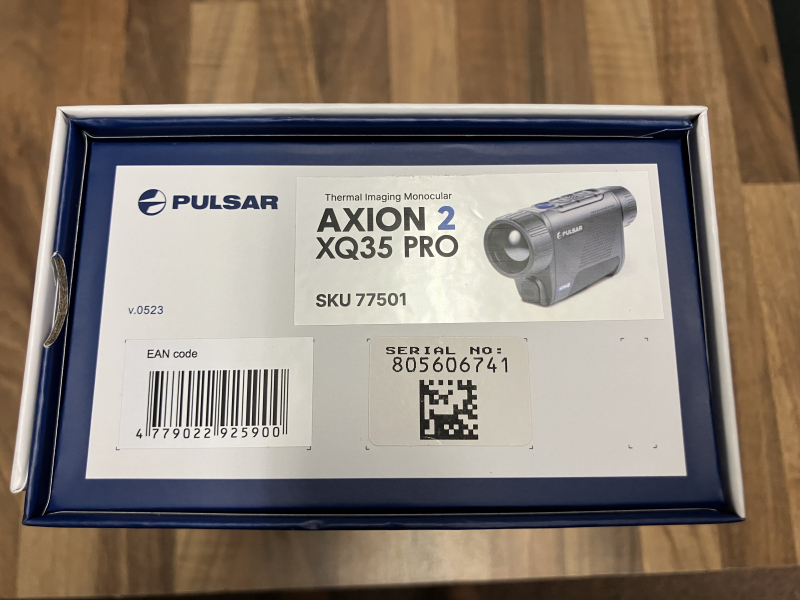 PULSAR
Thermal Imaging Monocular
AXION 2
XQ35 PRO
SKU 77501
PULSAR
v.0523
EAN code
4 779022 925900
SERIAL NO:
805606741